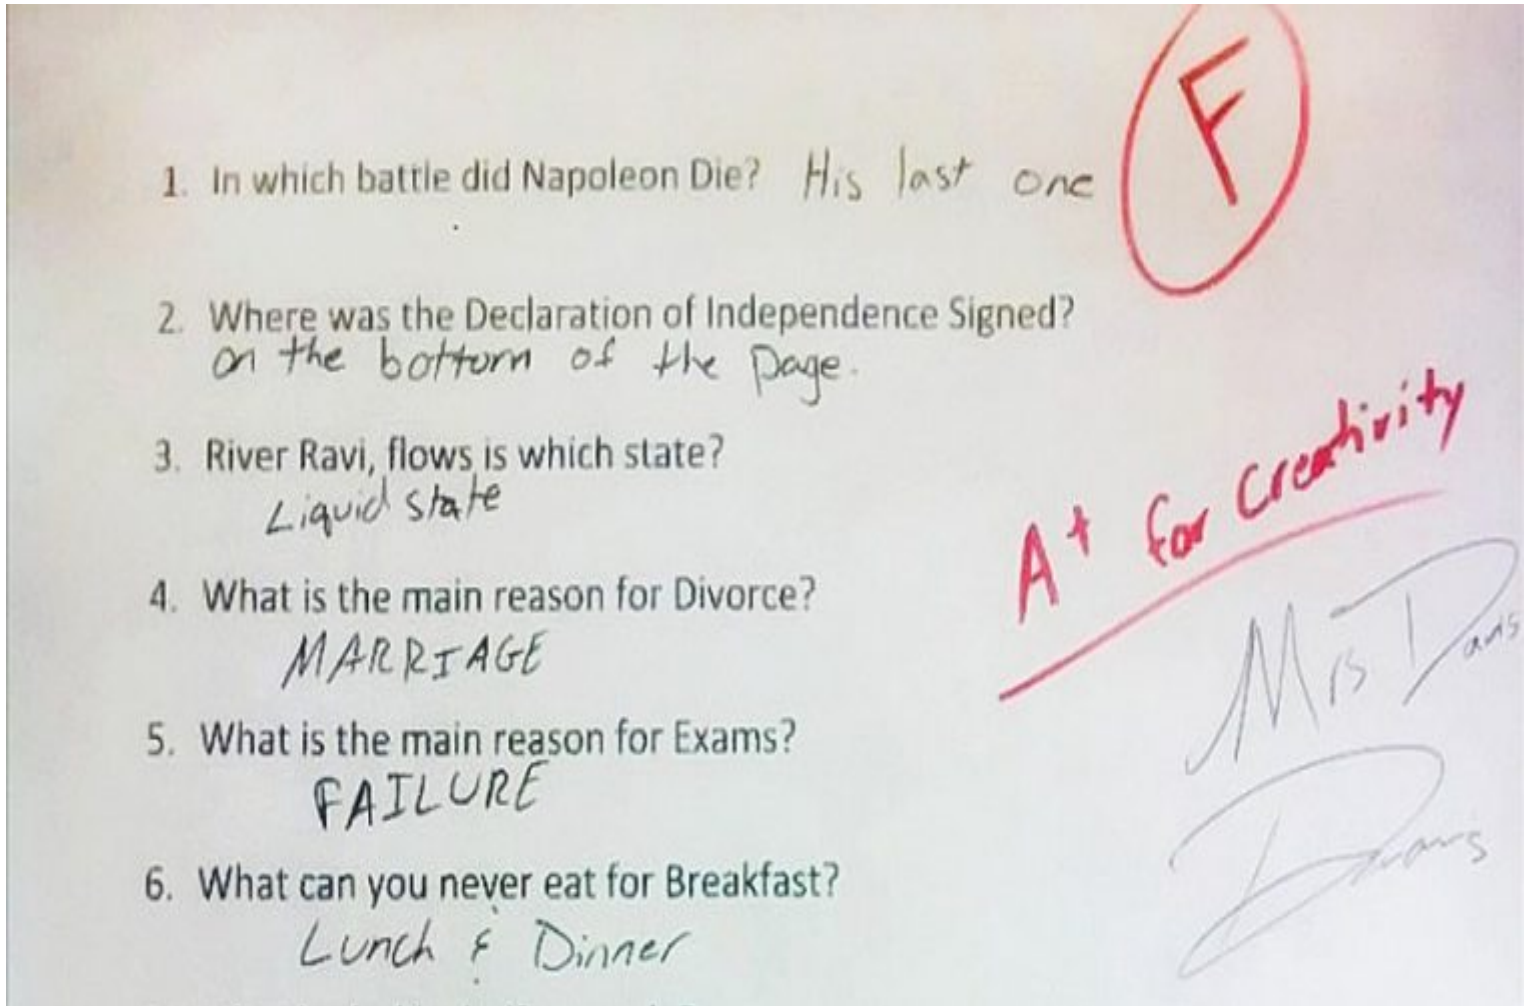 F
1. In which battle did Napoleon Die? His last one
2. Where was the Declaration of Independence Signed?
on the bottom of the page.
3. River Ravi, flows is which state?
Liquid state
A+ for Creativity
4. What is the main reason for Divorce?
MARRIAGE
Mrs Davis
5. What is the main reason for Exams?
FAILURE
Davis
6. What can you never eat for Breakfast?
Lunch & Dinner